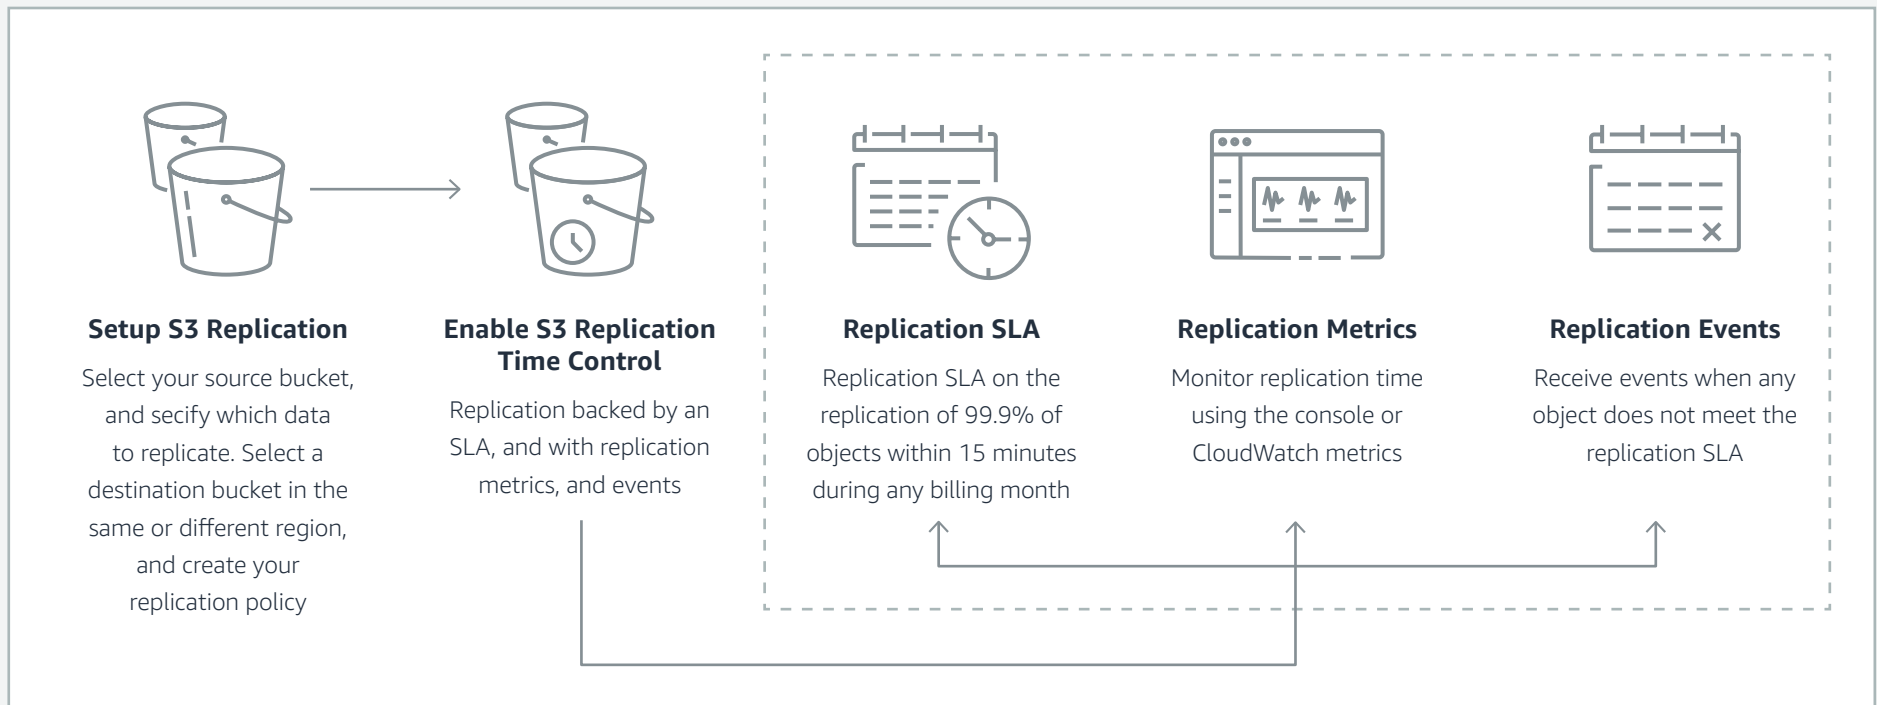 Setup S3 Replication
Select your source bucket,
and secify which data
to replicate. Select a
destination bucket in the
same or different region,
and create your
replication policy
Enable S3 Replication
Time Control
Replication backed by an
SLA, and with replication
metrics, and events
Replication SLA
Replication SLA on the
replication of 99.9% of
objects within 15 minutes
during any billing month
Replication Metrics
Monitor replication time
using the console or
CloudWatch metrics
Replication Events
Receive events when any
object does not meet the
replication SLA